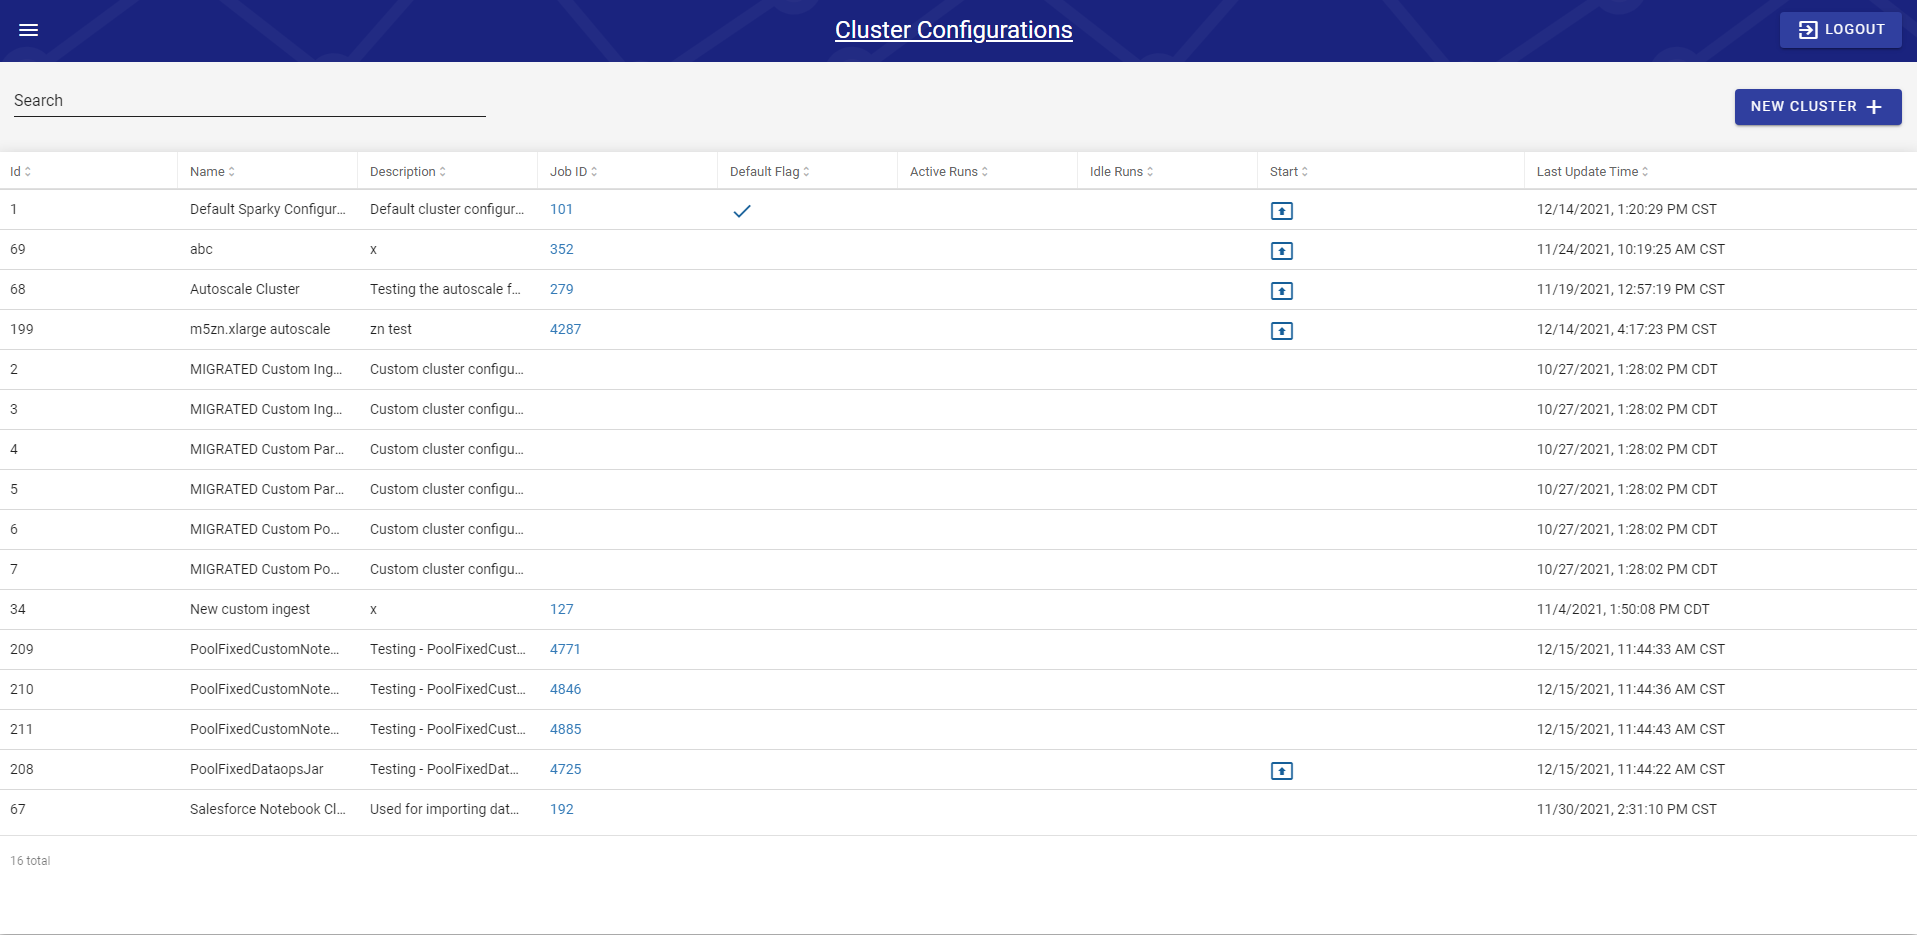 Cluster Configurations
LOGOUT
Search
NEW CLUSTER
Id Name Description Job ID Default Flag Active Runs Idle Runs Start Last Update Time
1 Default Sparky Configur... Default cluster configur... 101 12/14/2021, 1:20:29 PM CST
69 abc x 352 11/24/2021, 10:19:25 AM CST
68 Autoscale Cluster Testing the autoscale f... 279 11/19/2021, 12:57:19 PM CST
199 m5zn.xlarge autoscale zn test 4287 12/14/2021, 4:17:23 PM CST
2 MIGRATED Custom Ing... Custom cluster configu... 10/27/2021, 1:28:02 PM CDT
3 MIGRATED Custom Ing... Custom cluster configu... 10/27/2021, 1:28:02 PM CDT
4 MIGRATED Custom Par... Custom cluster configu... 10/27/2021, 1:28:02 PM CDT
5 MIGRATED Custom Par... Custom cluster configu... 10/27/2021, 1:28:02 PM CDT
6 MIGRATED Custom Po... Custom cluster configu... 10/27/2021, 1:28:02 PM CDT
7 MIGRATED Custom Po... Custom cluster configu... 10/27/2021, 1:28:02 PM CDT
34 New custom ingest x 127 11/4/2021, 1:50:08 PM CDT
209 PoolFixedCustomNote... Testing - PoolFixedCust... 4771 12/15/2021, 11:44:33 AM CST
210 PoolFixedCustomNote... Testing - PoolFixedCust... 4846 12/15/2021, 11:44:36 AM CST
211 PoolFixedCustomNote... Testing - PoolFixedCust... 4885 12/15/2021, 11:44:43 AM CST
208 PoolFixedDataopsJar Testing - PoolFixedDat... 4725 12/15/2021, 11:44:22 AM CST
67 Salesforce Notebook Cl... Used for importing dat... 192 11/30/2021, 2:31:10 PM CST
16 total